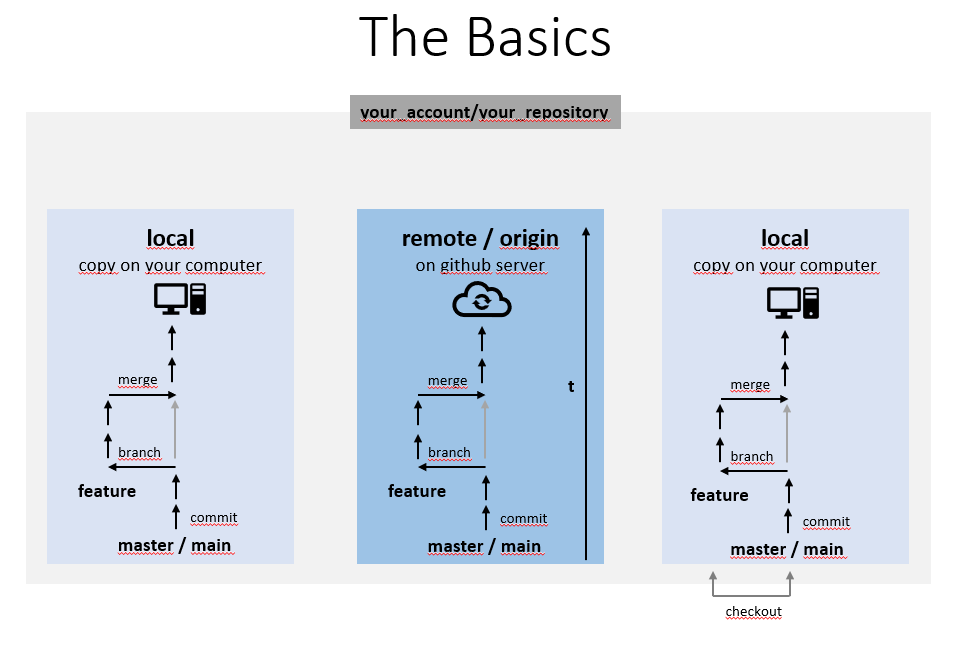 The Basics
your_account/your_repository
local
copy on your computer
merge
branch
feature
commit
master / main
remote / origin
on github server
t
merge
branch
feature
commit
master / main
local
copy on your computer
merge
branch
feature
commit
master / main
checkout